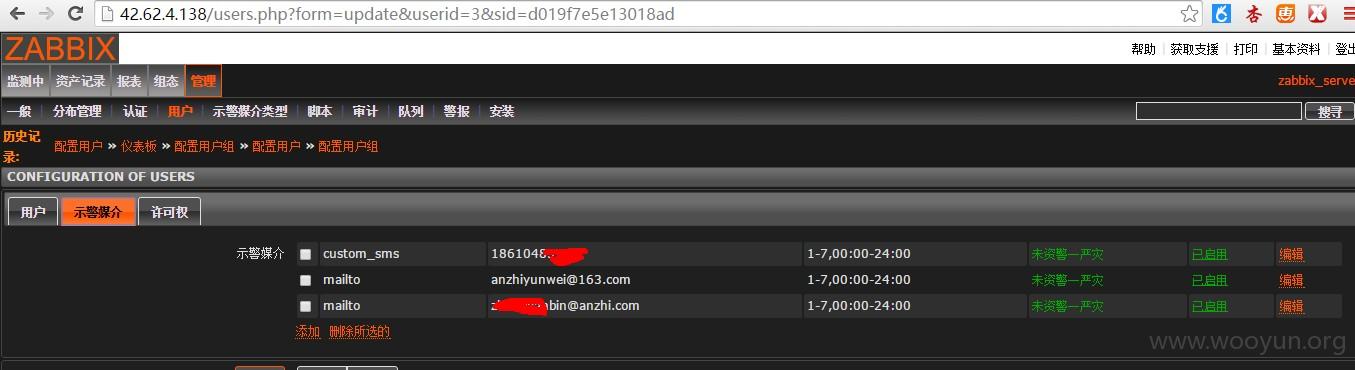 42.62.4.138/users.php?form=update&userid=3&sid=d019f7e5e13018ad
ZABBIX
帮助 | 获取支援 | 打印 | 基本资料 | 登出
监测中 资产记录 报表 组态 管理 zabbix_serve
一般 | 分布管理 | 认证 | 用户 | 示警媒介类型 | 脚本 | 审计 | 队列 | 警报 | 安装 搜寻
历史记录: 配置用户 » 仪表板 » 配置用户组 » 配置用户 » 配置用户组
CONFIGURATION OF USERS
用户 示警媒介 许可权
示警媒介 custom_sms 1861048 1-7,00:00-24:00 未资警—严灾 已启用 编辑
mailto anzhiyunwei@163.com 1-7,00:00-24:00 未资警—严灾 已启用 编辑
mailto bin@anzhi.com 1-7,00:00-24:00 未资警—严灾 已启用 编辑
添加 删除所选的
www.wooyun.org